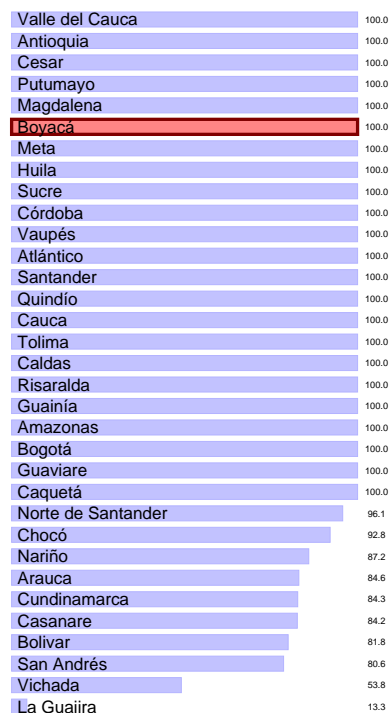 Valle del Cauca 100.0
Antioquia 100.0
Cesar 100.0
Putumayo 100.0
Magdalena 100.0
Boyacá 100.0
Meta 100.0
Huila 100.0
Sucre 100.0
Córdoba 100.0
Vaupés 100.0
Atlántico 100.0
Santander 100.0
Quindío 100.0
Cauca 100.0
Tolima 100.0
Caldas 100.0
Risaralda 100.0
Guainía 100.0
Amazonas 100.0
Bogotá 100.0
Guaviare 100.0
Caquetá 100.0
Norte de Santander 96.1
Chocó 92.8
Nariño 87.2
Arauca 84.6
Cundinamarca 84.3
Casanare 84.2
Bolivar 81.8
San Andrés 80.6
Vichada 53.8
La Guajira 13.3